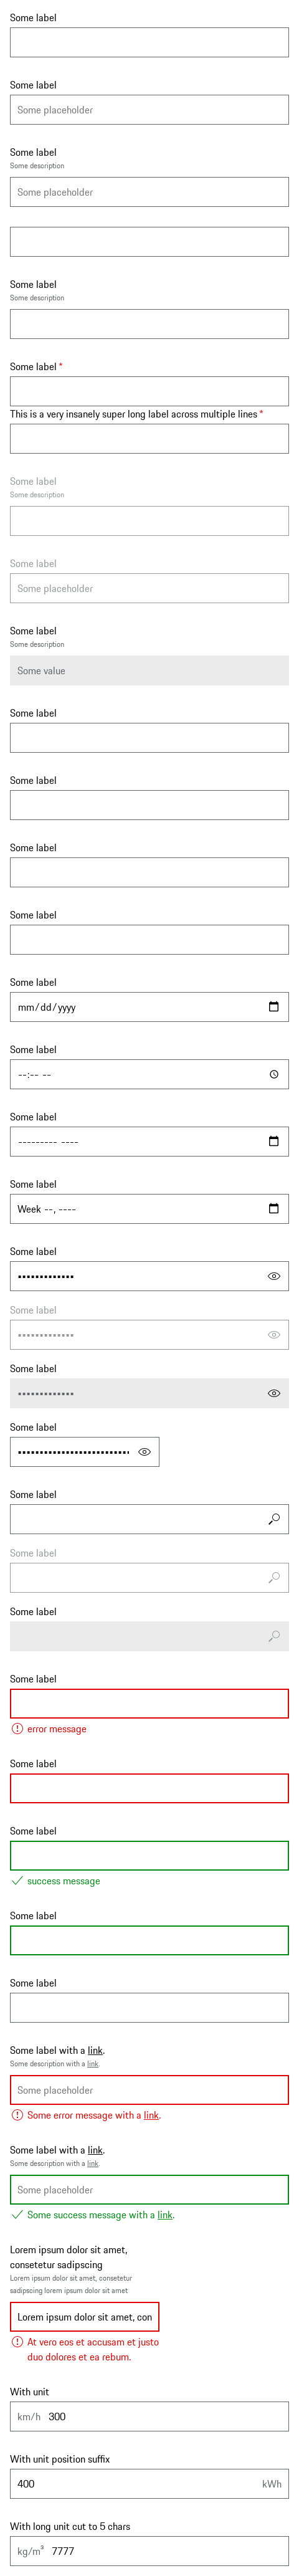 Some label
Some label
Some placeholder
Some label
Some description
Some placeholder
Some label
Some description
Some label *
This is a very insanely super long label across multiple lines *
Some label
Some description
Some label
Some placeholder
Some label
Some description
Some value
Some label
Some label
Some label
Some label
Some label
mm/dd/yyyy
Some label
--:-- --
Some label
--------- ----
Some label
Week --, ----
Some label
Some label
Some label
Some label
Some label
Some label
Some label
Some label
error message
Some label
Some label
success message
Some label
Some label
Some label with a link.
Some description with a link.
Some placeholder
Some error message with a link.
Some label with a link.
Some description with a link.
Some placeholder
Some success message with a link.
Lorem ipsum dolor sit amet,
consetetur sadipscing
Lorem ipsum dolor sit amet, consetetur
sadipscing lorem ipsum dolor sit amet
Lorem ipsum dolor sit amet, con
At vero eos et accusam et justo
duo dolores et ea rebum.
With unit
km/h 300
With unit position suffix
400 kWh
With long unit cut to 5 chars
kg/m³ 7777